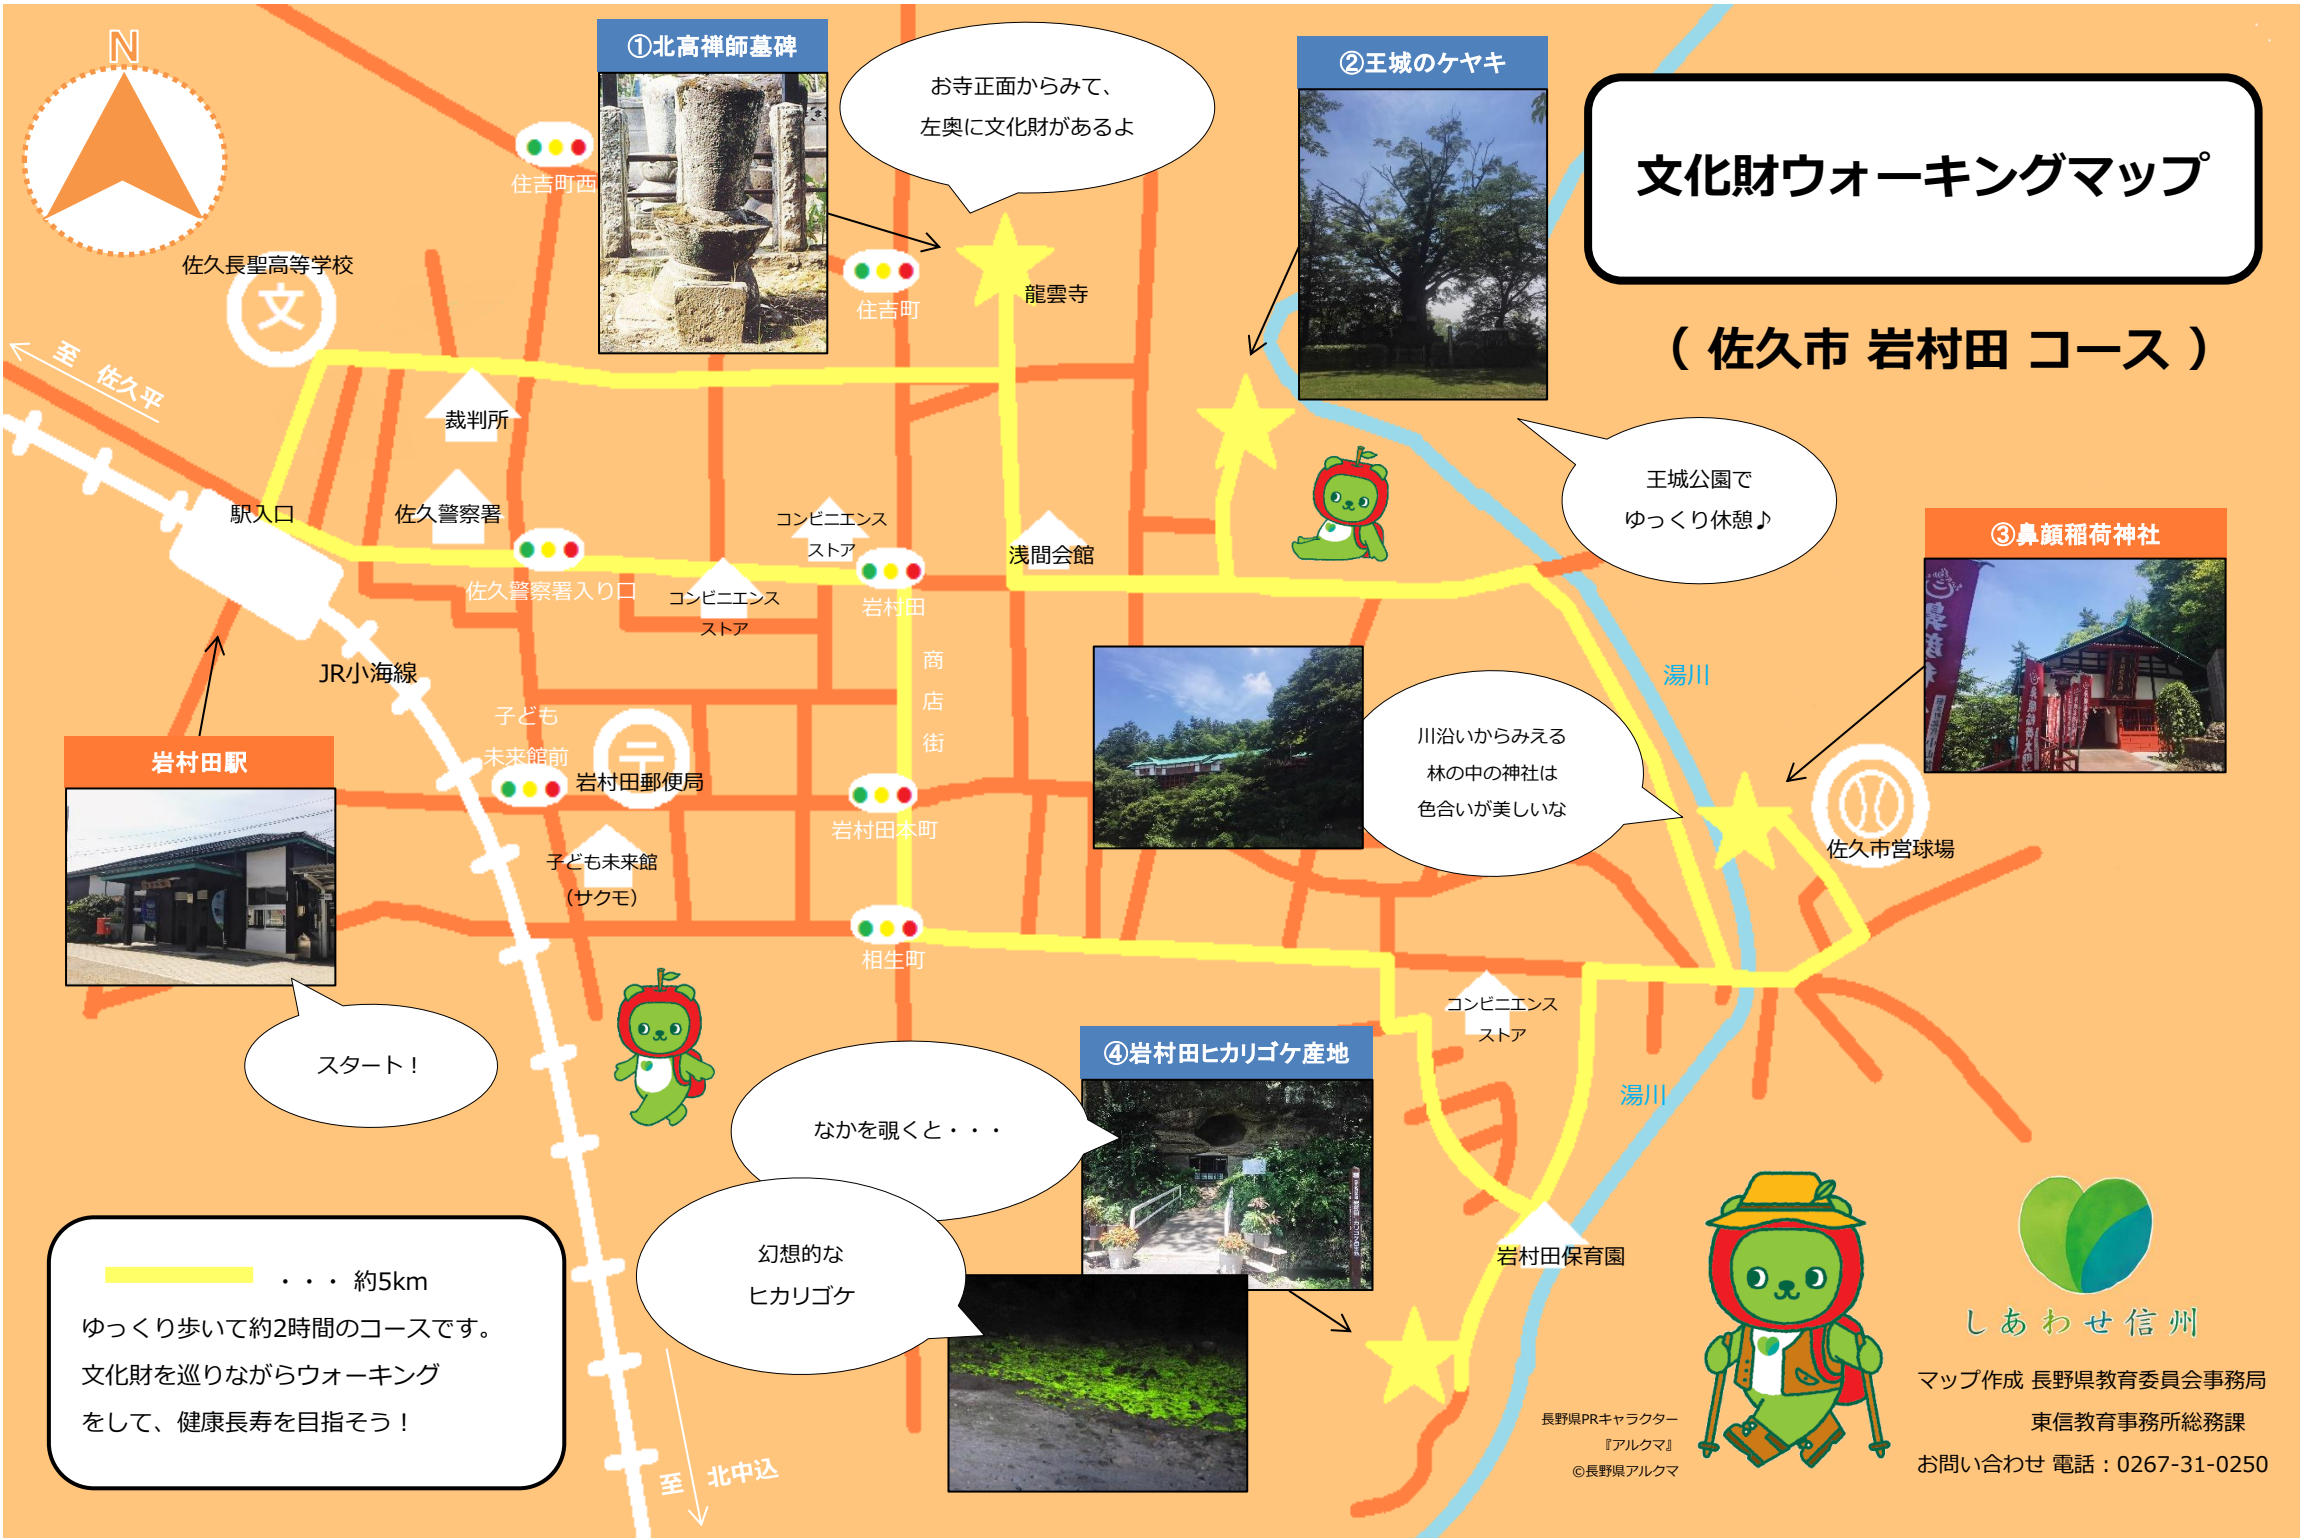 N
①北高禅師墓碑
お寺正面からみて、
左奥に文化財があるよ
②王城のケヤキ
文化財ウォーキングマップ
（ 佐久市 岩村田 コース ）
住吉町西
佐久長聖高等学校
文
住吉町
龍雲寺
至 佐久平
裁判所
王城公園で
ゆっくり休憩♪
駅入口
佐久警察署
コンビニエンス
ストア
浅間会館
③鼻顔稲荷神社
佐久警察署入り口
コンビニエンス
ストア
岩村田
商
店
街
JR小海線
湯川
子ども
未来館前
岩村田駅
岩村田郵便局
川沿いからみえる
林の中の神社は
色合いが美しいな
岩村田本町
佐久市営球場
子ども未来館
（サクモ）
相生町
コンビニエンス
ストア
スタート！
④岩村田ヒカリゴケ産地
湯川
なかを覗くと・・・
幻想的な
ヒカリゴケ
岩村田保育園
・・・ 約5km
ゆっくり歩いて約2時間のコースです。
文化財を巡りながらウォーキング
をして、健康長寿を目指そう！
至 北中込
しあわせ信州
マップ作成 長野県教育委員会事務局
東信教育事務所総務課
お問い合わせ 電話：0267-31-0250
長野県PRキャラクター
『アルクマ』
©長野県アルクマ